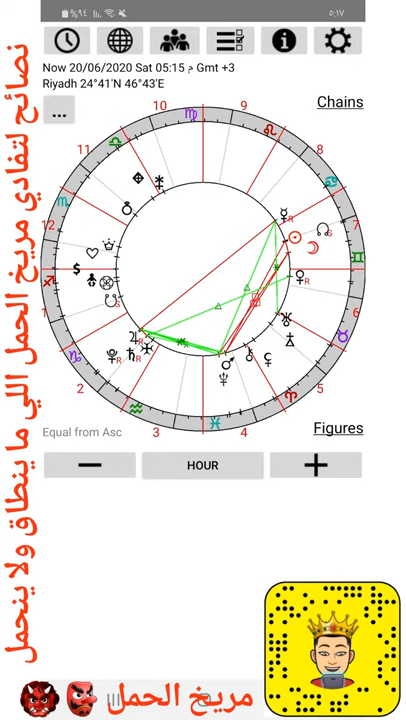 ٪٩٤
٥:١٧
Now 20/06/2020 Sat 05:15 م Gmt +3
Riyadh 24°41'N 46°43'E
Chains
...
10
9
11
8
12
7
1
6
2
5
3
4
Equal from Asc
Figures
HOUR
نصائح لتفادي مريخ الحمل اللي ما ينطاق ولا ينحمل
مريخ الحمل